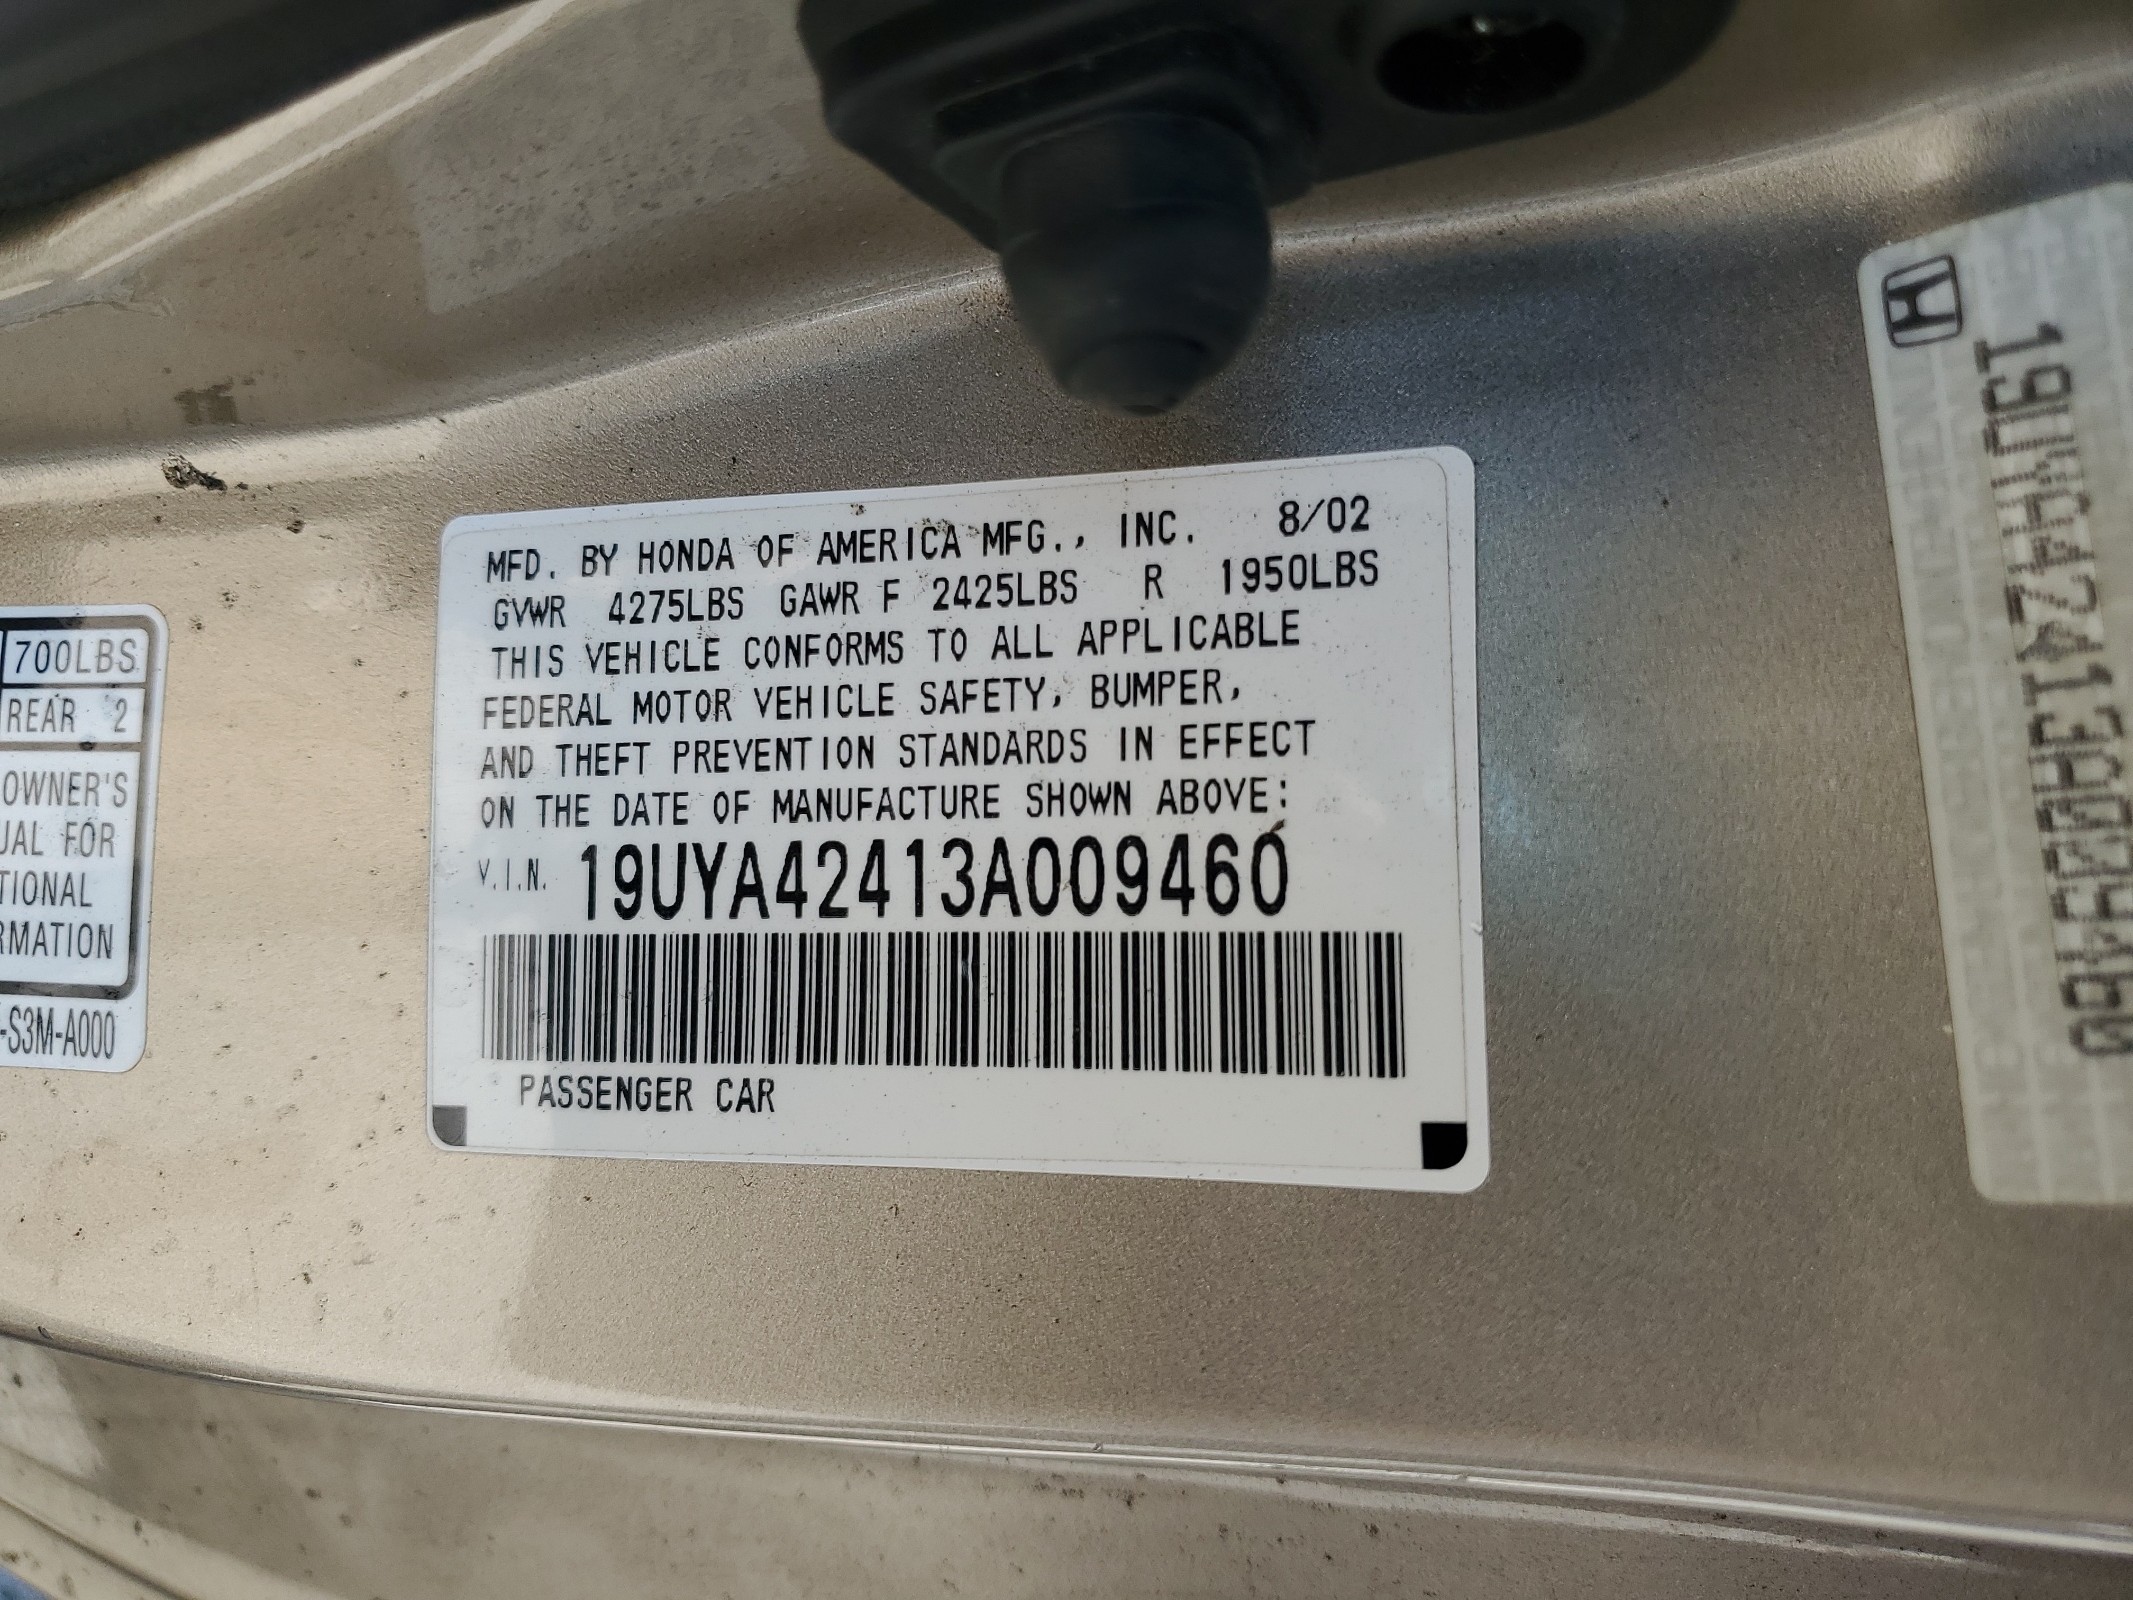 MFD. BY HONDA OF AMERICA MFG., INC. 8/02
GVWR 4275LBS GAWR F 2425LBS R 1950LBS
THIS VEHICLE CONFORMS TO ALL APPLICABLE
FEDERAL MOTOR VEHICLE SAFETY, BUMPER,
AND THEFT PREVENTION STANDARDS IN EFFECT
ON THE DATE OF MANUFACTURE SHOWN ABOVE:
V.I.N. 19UYA42413A009460
PASSENGER CAR
700LBS
REAR 2
OWNER'S
UAL FOR
TIONAL
RMATION
-S3M-A000
19UYA42413A009460